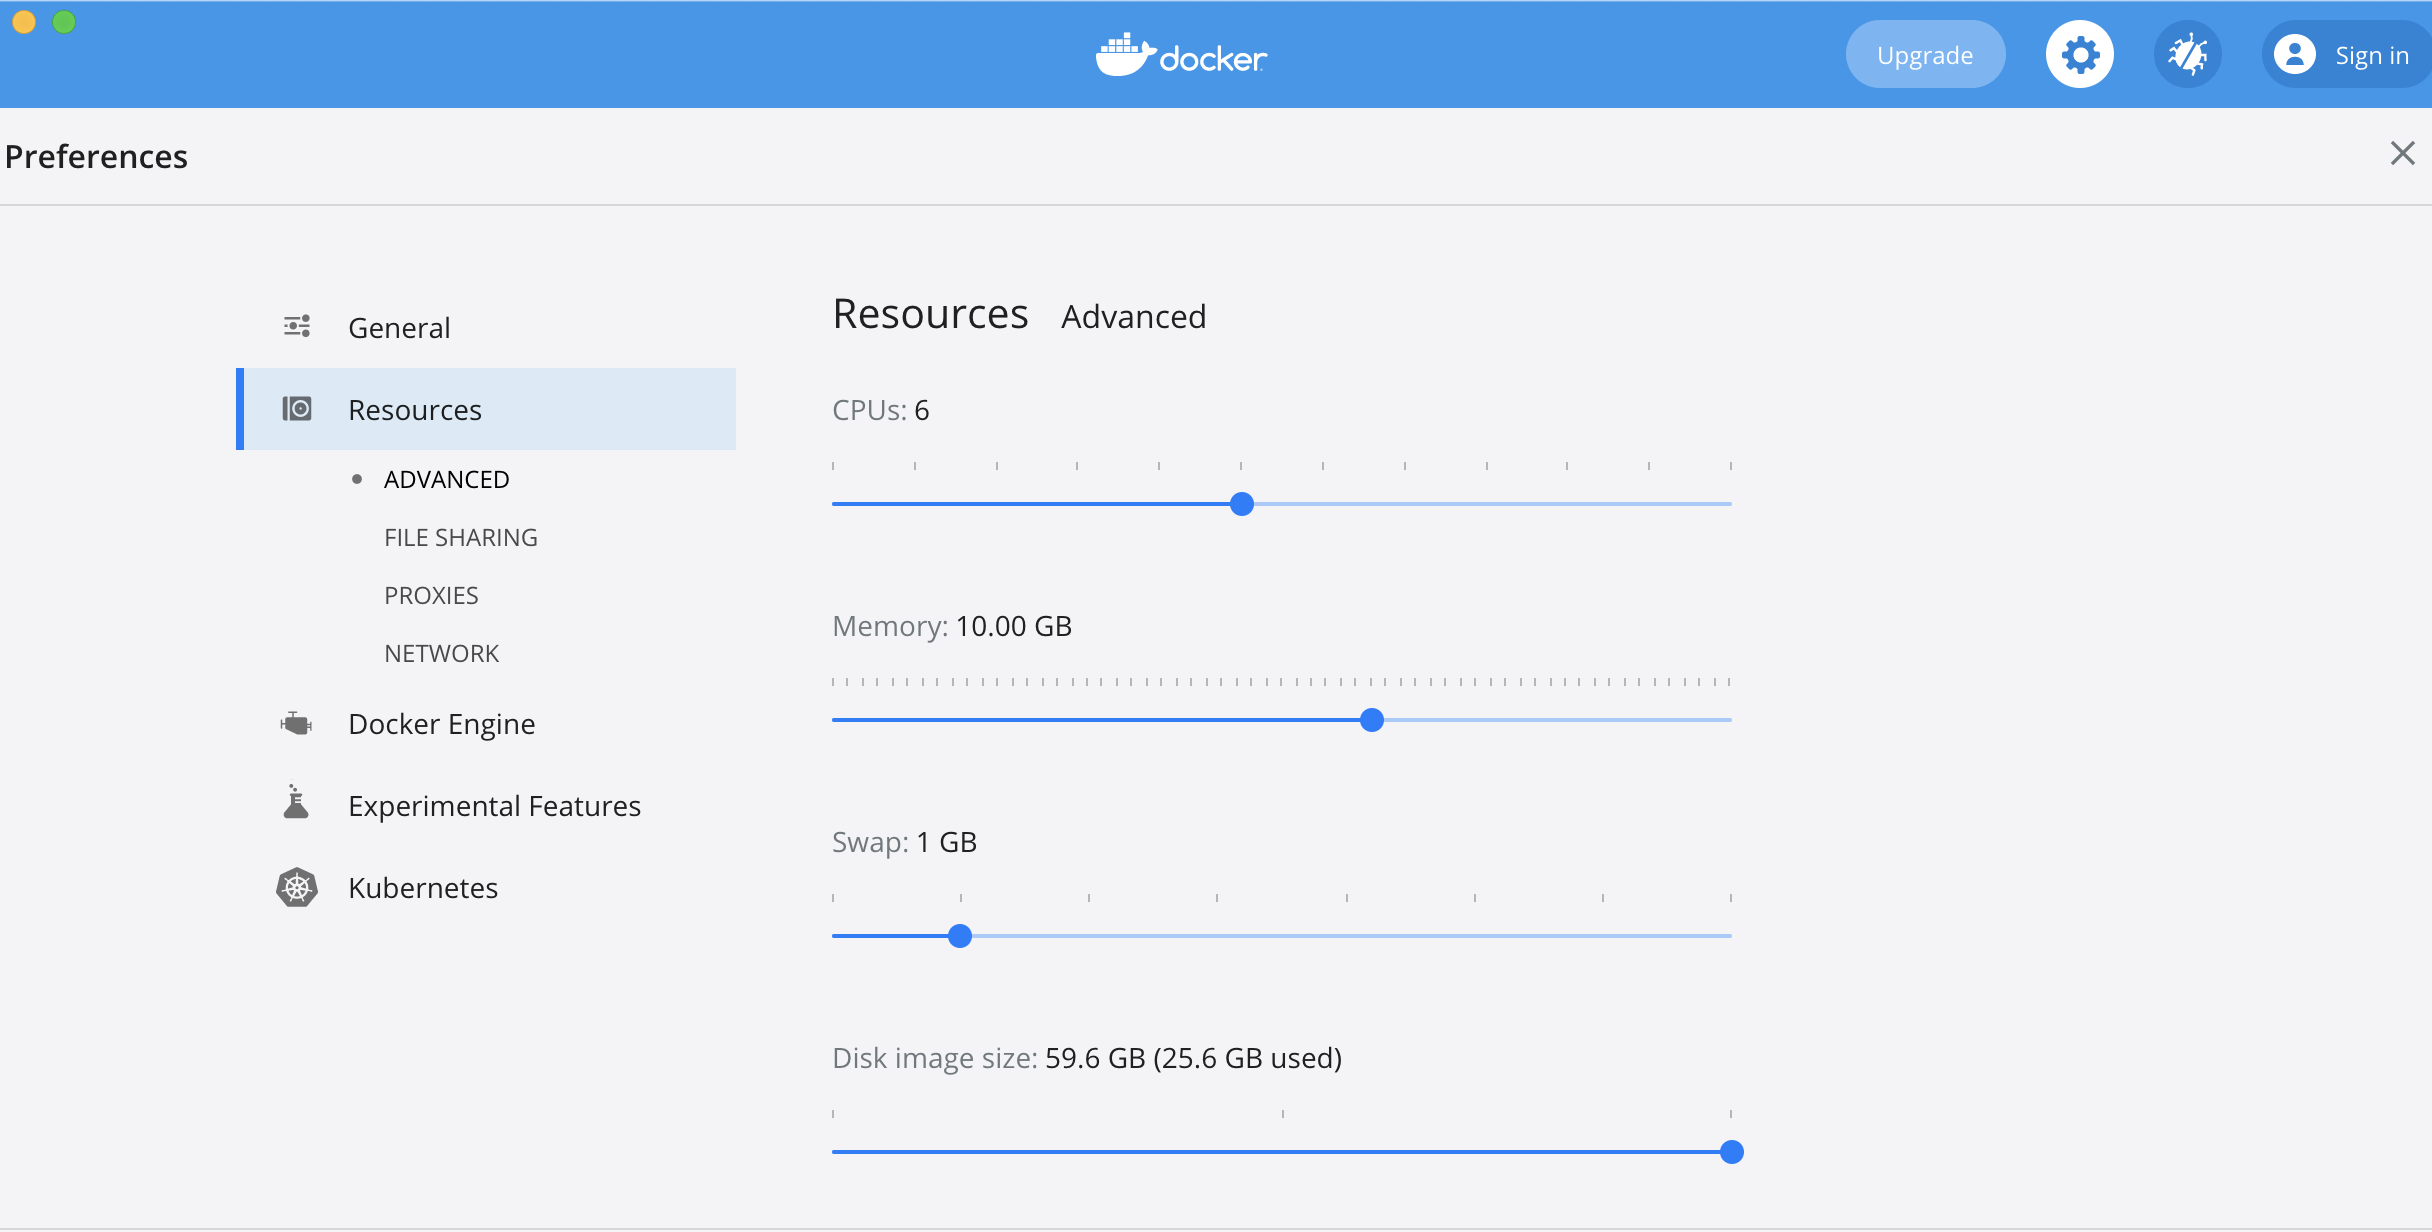 docker
Upgrade
Sign in
Preferences
General
Resources
ADVANCED
FILE SHARING
PROXIES
NETWORK
Docker Engine
Experimental Features
Kubernetes
Resources Advanced
CPUs: 6
Memory: 10.00 GB
Swap: 1 GB
Disk image size: 59.6 GB (25.6 GB used)